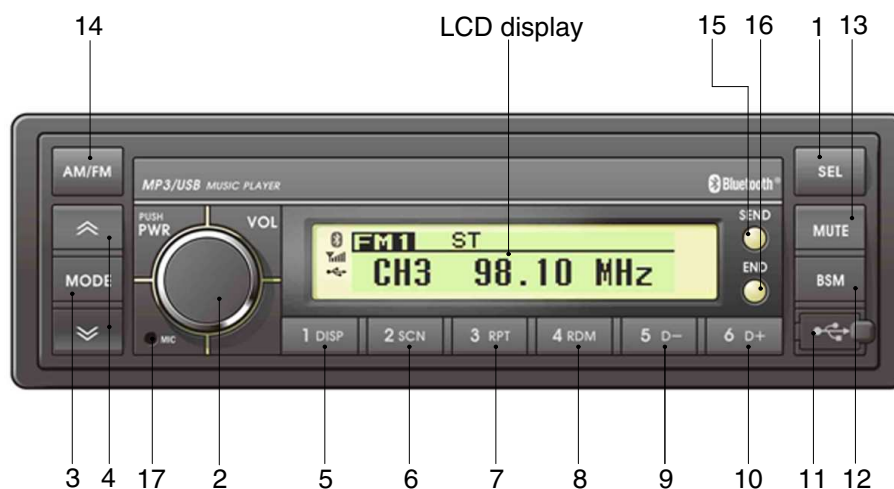 14 LCD display 15 16 1 13
AM/FM
MP3/USB MUSIC PLAYER
Bluetooth®
SEL
PUSH
PWR
VOL
FM1 ST
CH3 98.10 MHz
SEND
END
MUTE
MODE
BSM
MIC
1 DISP 2 SCN 3 RPT 4 RDM 5 D− 6 D+
3 4 17 2 5 6 7 8 9 10 11 12